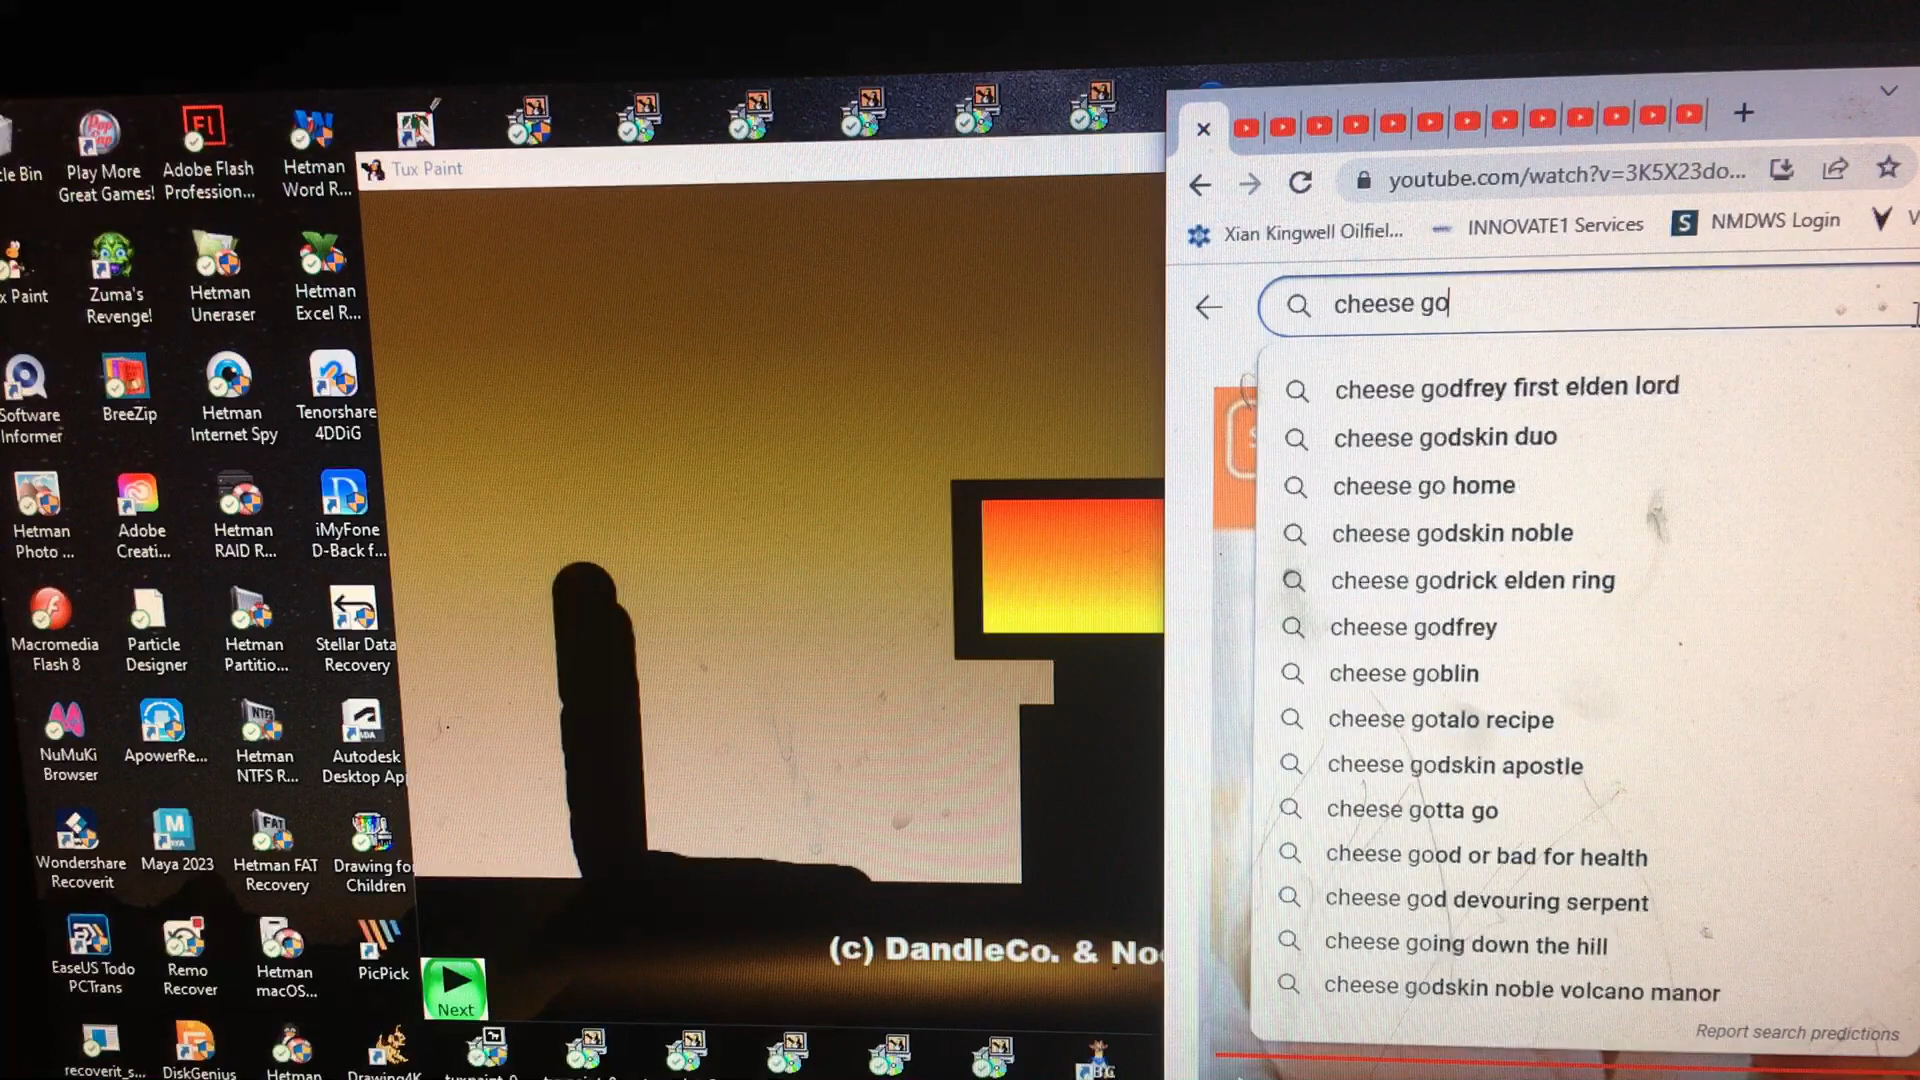 cle Bin
Play More
Great Games!
Adobe Flash
Profession...
Hetman
Word R...
x Paint
Zuma's
Revenge!
Hetman
Uneraser
Hetman
Excel R...
Software
Informer
BreeZip
Hetman
Internet Spy
Tenorshare
4DDiG
Hetman
Photo ...
Adobe
Creati...
Hetman
RAID R...
iMyFone
D-Back f...
Macromedia
Flash 8
Particle
Designer
Hetman
Partitio...
Stellar Data
Recovery
NuMuKi
Browser
ApowerRe...
Hetman
NTFS R...
Autodesk
Desktop Ap
Wondershare
Recoverit
Maya 2023
Hetman FAT
Recovery
Drawing fo
Children
EaseUS Todo
PCTrans
Remo
Recover
Hetman
macOS...
PicPick
recoverit_s...
DiskGenius
Hetman
Drawing4K
Tux Paint
(c) DandleCo. & No
Next
youtube.com/watch?v=3K5X23do...
Xian Kingwell Oilfiel...
INNOVATE1 Services
NMDWS Login
cheese go
cheese godfrey first elden lord
cheese godskin duo
cheese go home
cheese godskin noble
cheese godrick elden ring
cheese godfrey
cheese goblin
cheese gotalo recipe
cheese godskin apostle
cheese gotta go
cheese good or bad for health
cheese god devouring serpent
cheese going down the hill
cheese godskin noble volcano manor
Report search predictions